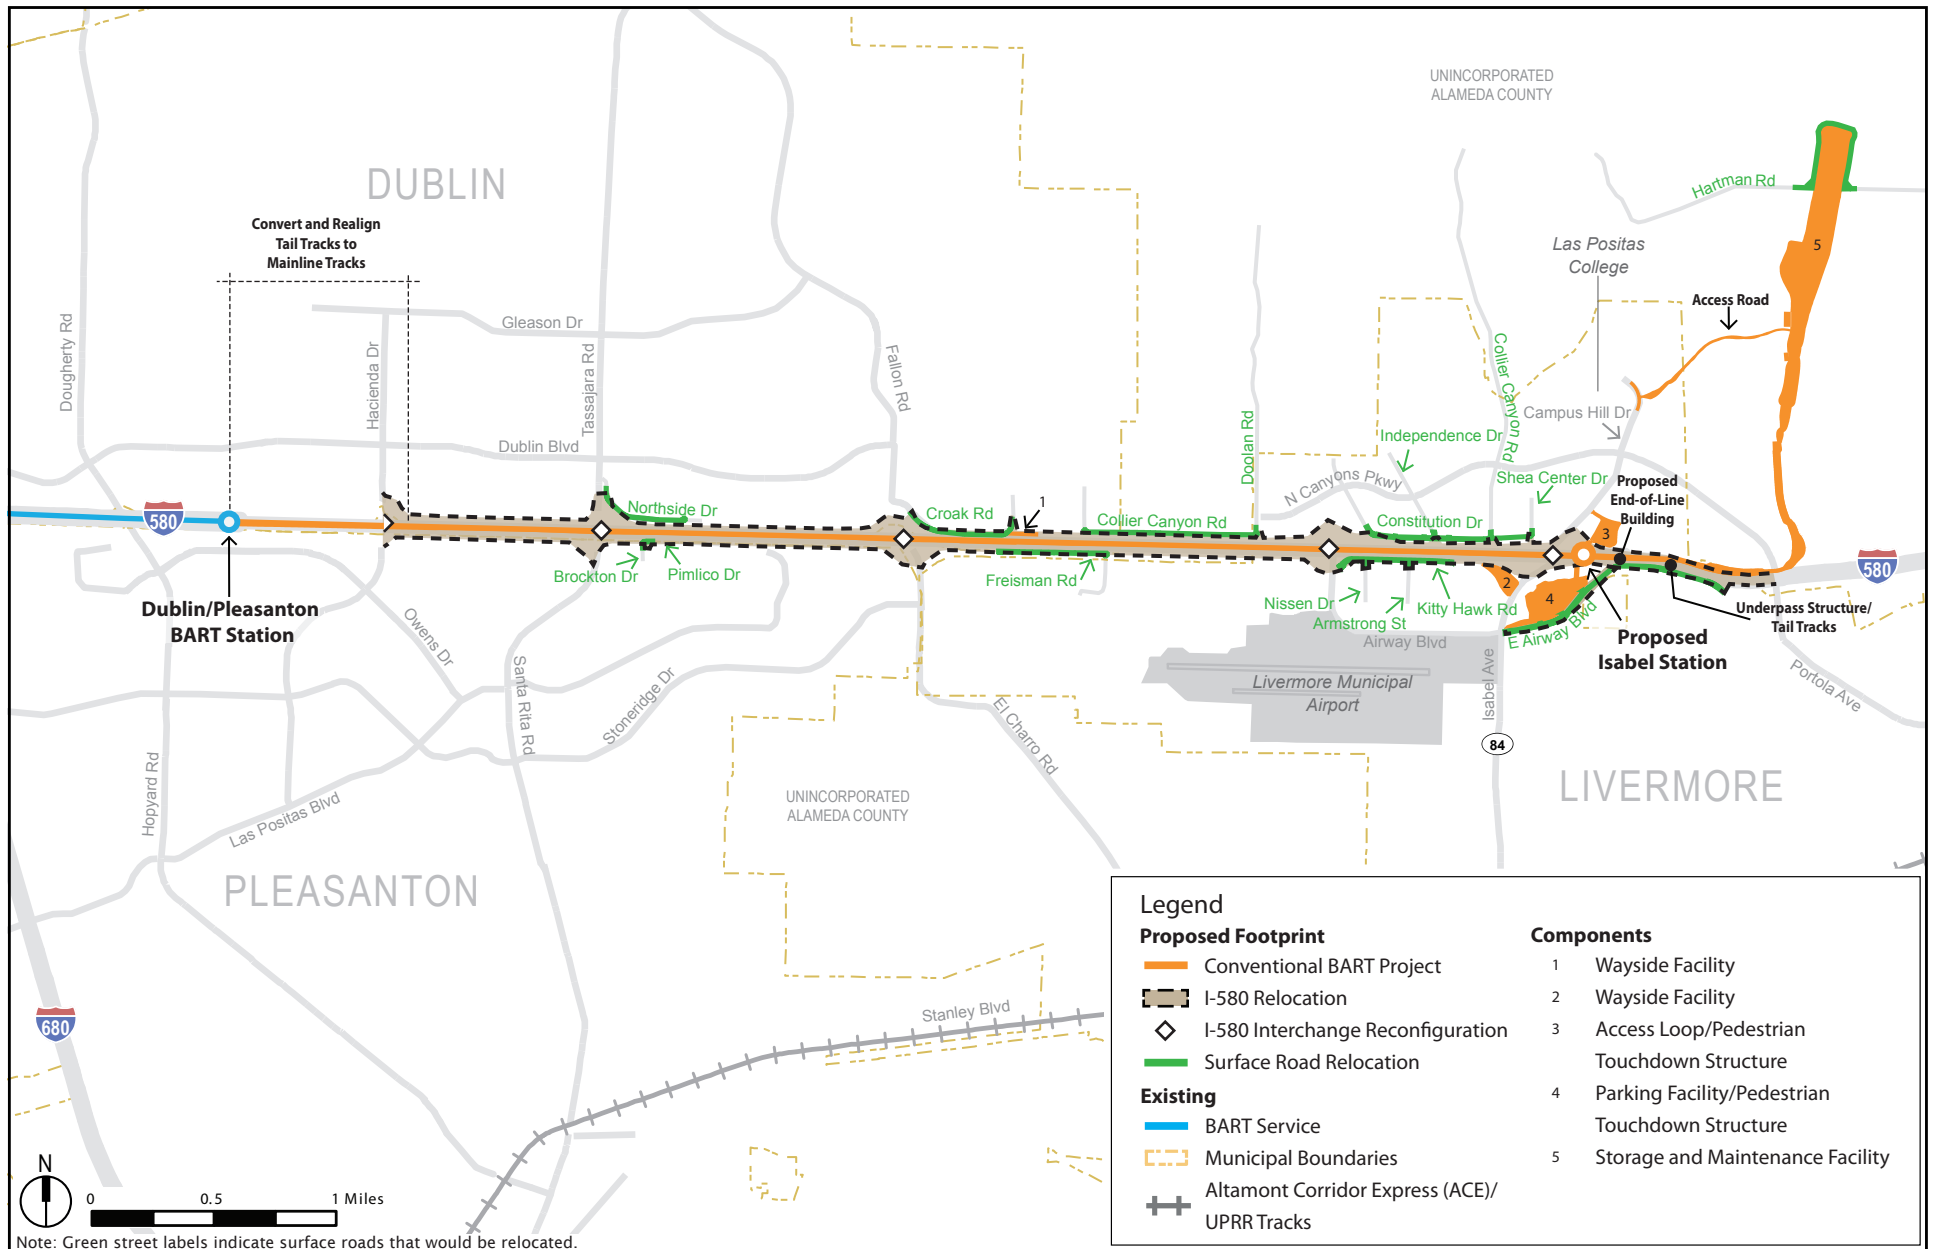 UNINCORPORATED
ALAMEDA COUNTY
DUBLIN
Hartman Rd
Convert and Realign
Tail Tracks to
Mainline Tracks
Las Positas
College
5
Access Road
Gleason Dr
Dougherty Rd
Hacienda Dr
Tassajara Rd
Fallon Rd
Collier Canyon Rd
Campus Hill Dr
Dublin Blvd
Doolan Rd
Independence Dr
N Canyons Pkwy
Shea Center Dr
Proposed
End-of-Line
Building
580
Northside Dr
Croak Rd
1
Collier Canyon Rd
Constitution Dr
3
580
Brockton Dr
Pimlico Dr
Freisman Rd
2
4
Nissen Dr
Kitty Hawk Rd
Armstrong St
Airway Blvd
E Airway Blvd
Underpass Structure/
Tail Tracks
Dublin/Pleasanton
BART Station
Owens Dr
Proposed
Isabel Station
Santa Rita Rd
Stoneridge Dr
Livermore Municipal
Airport
Isabel Ave
Portola Ave
El Charro Rd
84
Hopyard Rd
Las Positas Blvd
UNINCORPORATED
ALAMEDA COUNTY
LIVERMORE
PLEASANTON
680
Stanley Blvd
Legend
Proposed Footprint
Conventional BART Project
I-580 Relocation
I-580 Interchange Reconfiguration
Surface Road Relocation
Existing
BART Service
Municipal Boundaries
Altamont Corridor Express (ACE)/
UPRR Tracks
Components
1 Wayside Facility
2 Wayside Facility
3 Access Loop/Pedestrian
Touchdown Structure
4 Parking Facility/Pedestrian
Touchdown Structure
5 Storage and Maintenance Facility
N
0 0.5 1 Miles
Note: Green street labels indicate surface roads that would be relocated.